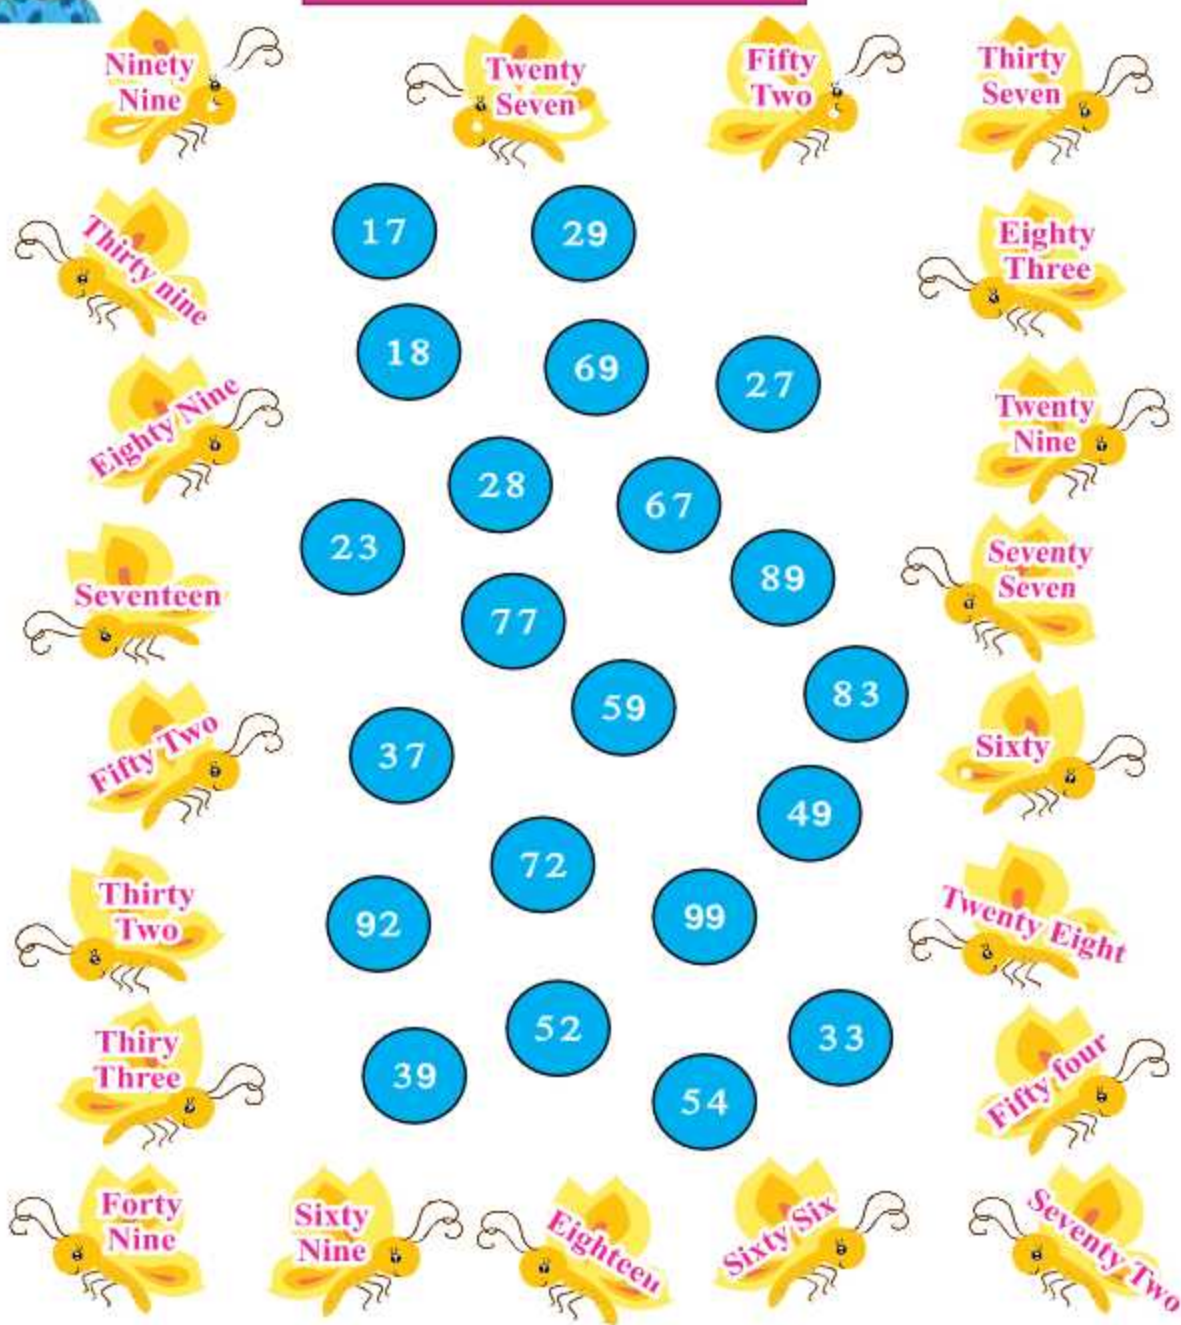 Ninety
Nine
Twenty
Seven
Fifty
Two
Thirty
Seven
17
29
Thirty nine
Eighty
Three
18
69
27
Eighty Nine
Twenty
Nine
28
67
23
89
Seventy
Seven
Seventeen
77
59
83
37
Fifty Two
Sixty
49
72
92
99
Thirty
Two
Twenty Eight
52
33
39
54
Thiry
Three
Fifty four
Forty
Nine
Sixty
Nine
Eighteen
Sixty Six
Seventy Two